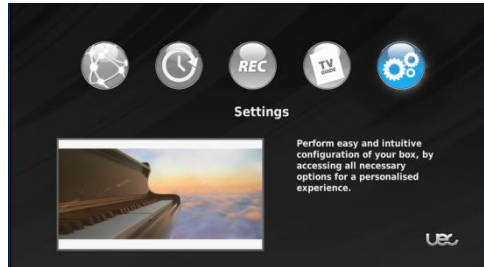 REC
TV
GUIDE
Settings
Perform easy and intuitive
configuration of your box, by
accessing all necessary
options for a personalised
experience.
UEC